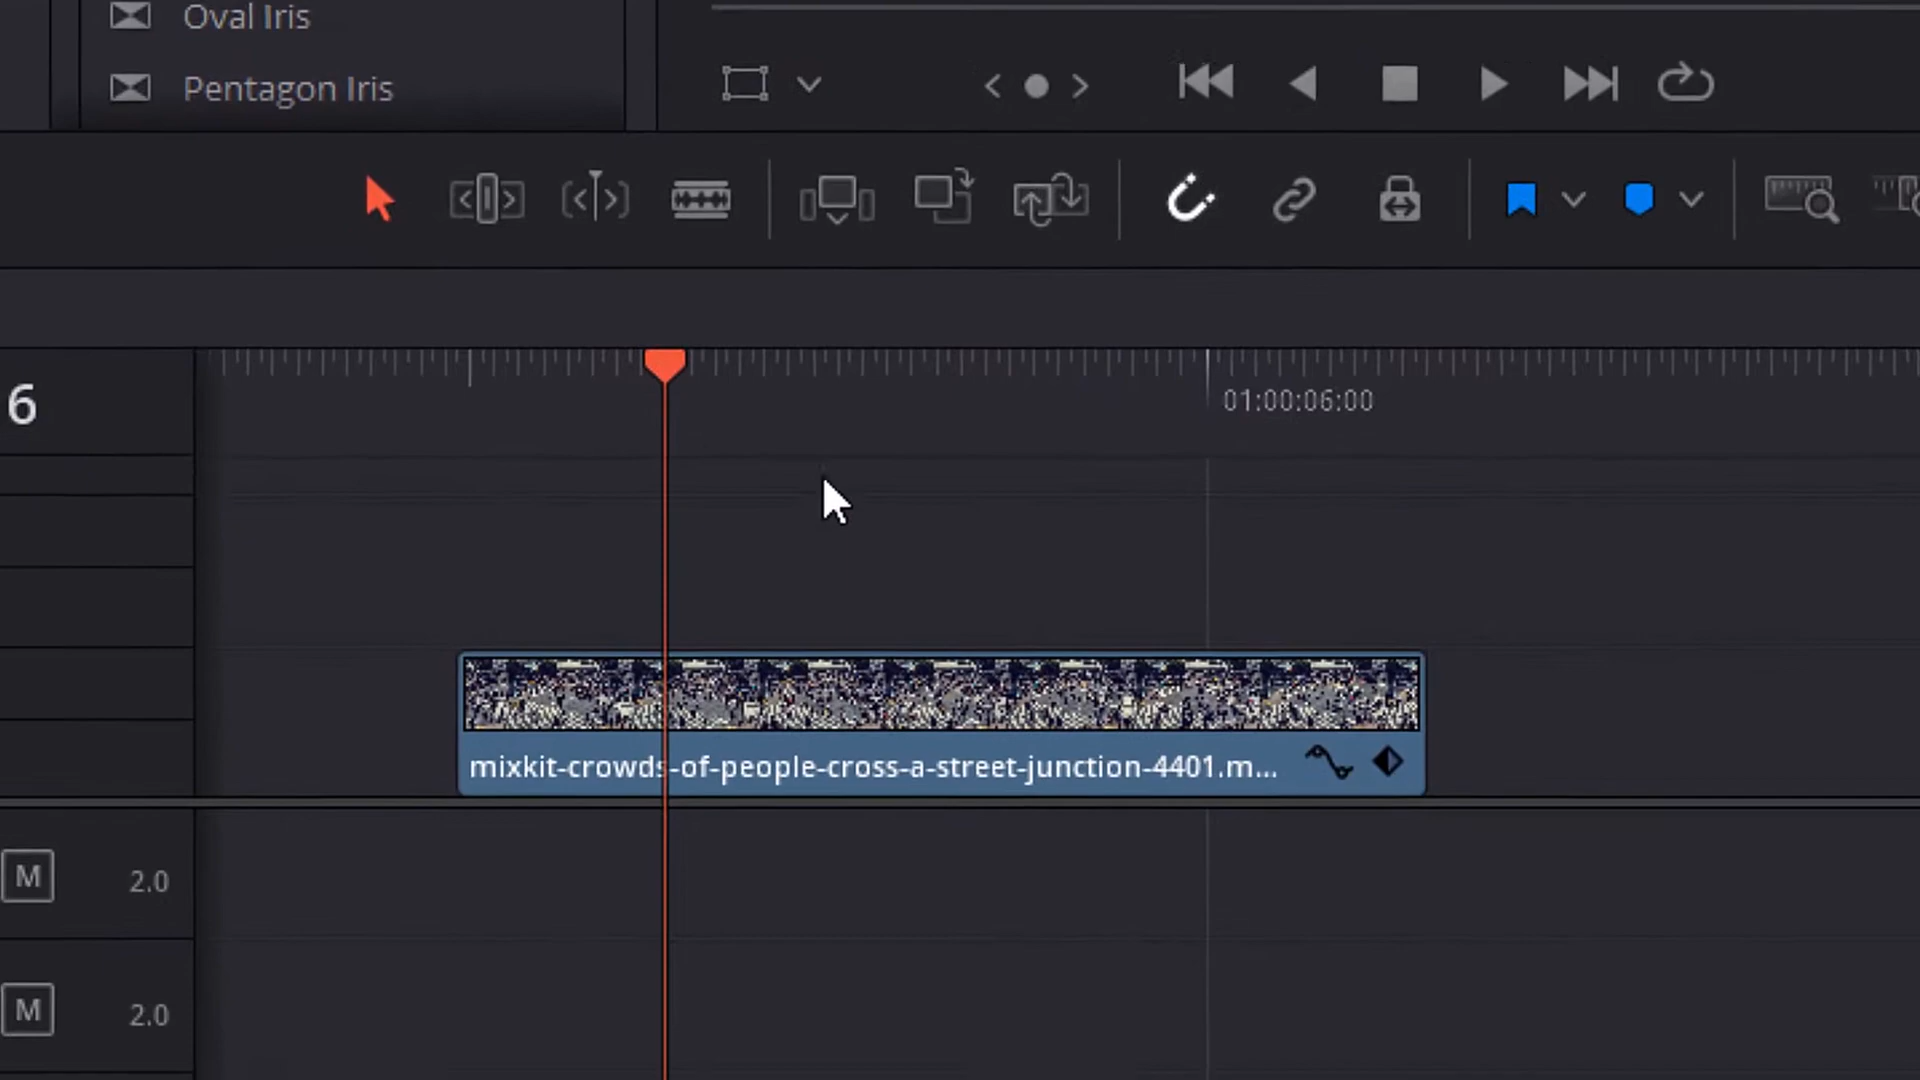 Oval Iris
Pentagon Iris
6
01:00:06:00
mixkit-crowds-of-people-cross-a-street-junction-4401.m...
M 2.0
M 2.0